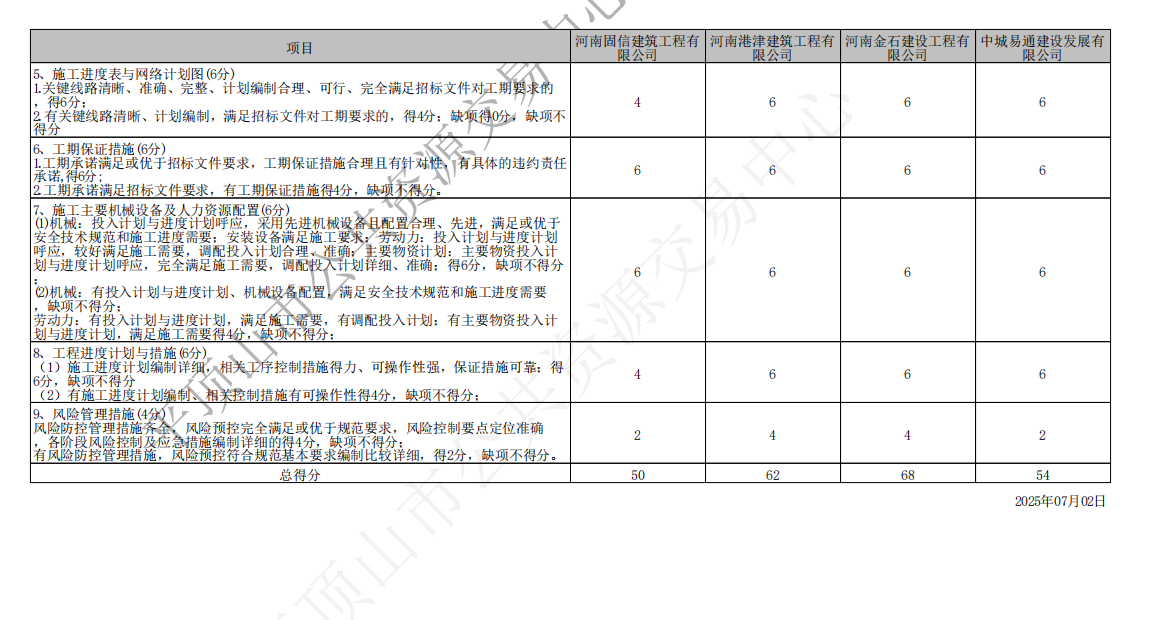 项目
河南固信建筑工程有
限公司
河南港津建筑工程有
限公司
河南金石建设工程有
限公司
中城易通建设发展有
限公司
5、施工进度表与网络计划图(6分)
1.关键线路清晰、准确、完整、计划编制合理、可行、完全满足招标文件对工期要求的
，得6分；
2.有关键线路清晰、计划编制，满足招标文件对工期要求的，得4分；缺项得0分，缺项不
得分
4
6
6
6
6、工期保证措施(6分)
1.工期承诺满足或优于招标文件要求，工期保证措施合理且有针对性，有具体的违约责任
承诺,得6分;
2.工期承诺满足招标文件要求，有工期保证措施得4分，缺项不得分。
6
6
6
6
7、施工主要机械设备及人力资源配置(6分)
(1)机械：投入计划与进度计划呼应，采用先进机械设备且配置合理、先进，满足或优于
安全技术规范和施工进度需要；安装设备满足施工要求；劳动力：投入计划与进度计划
呼应，较好满足施工需要，调配投入计划合理、准确；主要物资计划：主要物资投入计
划与进度计划呼应，完全满足施工需要，调配投入计划详细、准确；得6分，缺项不得分
；
(2)机械：有投入计划与进度计划、机械设备配置，满足安全技术规范和施工进度需要
，缺项不得分；
劳动力：有投入计划与进度计划，满足施工需要，有调配投入计划；有主要物资投入计
划与进度计划，满足施工需要得4分，缺项不得分；
6
6
6
6
8、工程进度计划与措施(6分)
（1）施工进度计划编制详细，相关工序控制措施得力、可操作性强，保证措施可靠；得
6分，缺项不得分
（2）有施工进度计划编制、相关控制措施有可操作性得4分，缺项不得分；
4
6
6
6
9、风险管理措施(4分)
风险防控管理措施齐全，风险预控完全满足或优于规范要求，风险控制要点定位准确
，各阶段风险控制及应急措施编制详细的得4分，缺项不得分；
有风险防控管理措施，风险预控符合规范基本要求编制比较详细，得2分，缺项不得分。
2
4
4
2
总得分
50
62
68
54
2025年07月02日
平顶山市公共资源交易中心
平顶山市公共资源交易中心